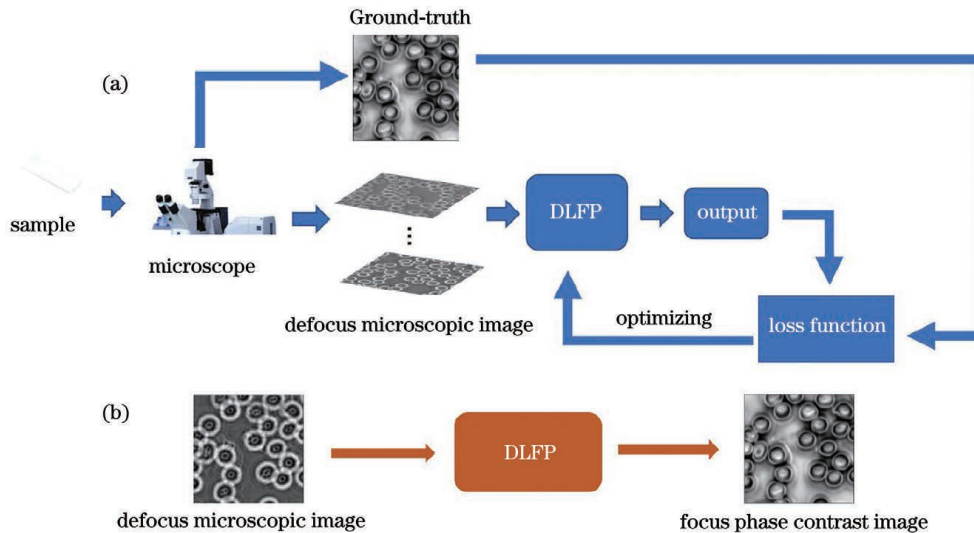 Ground-truth
(a)
sample
microscope
defocus microscopic image
DLFP
output
optimizing
loss function
(b)
DLFP
defocus microscopic image
focus phase contrast image